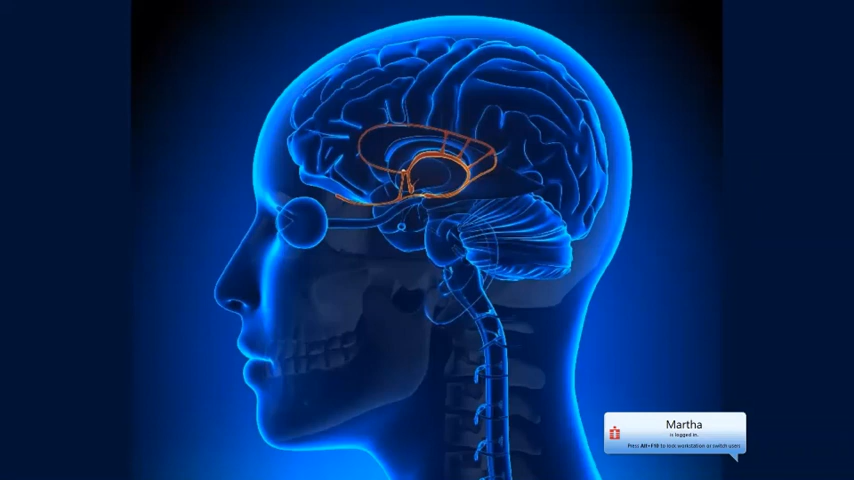 Martha
is logged in.
Press Alt+F10 to lock workstation or switch users